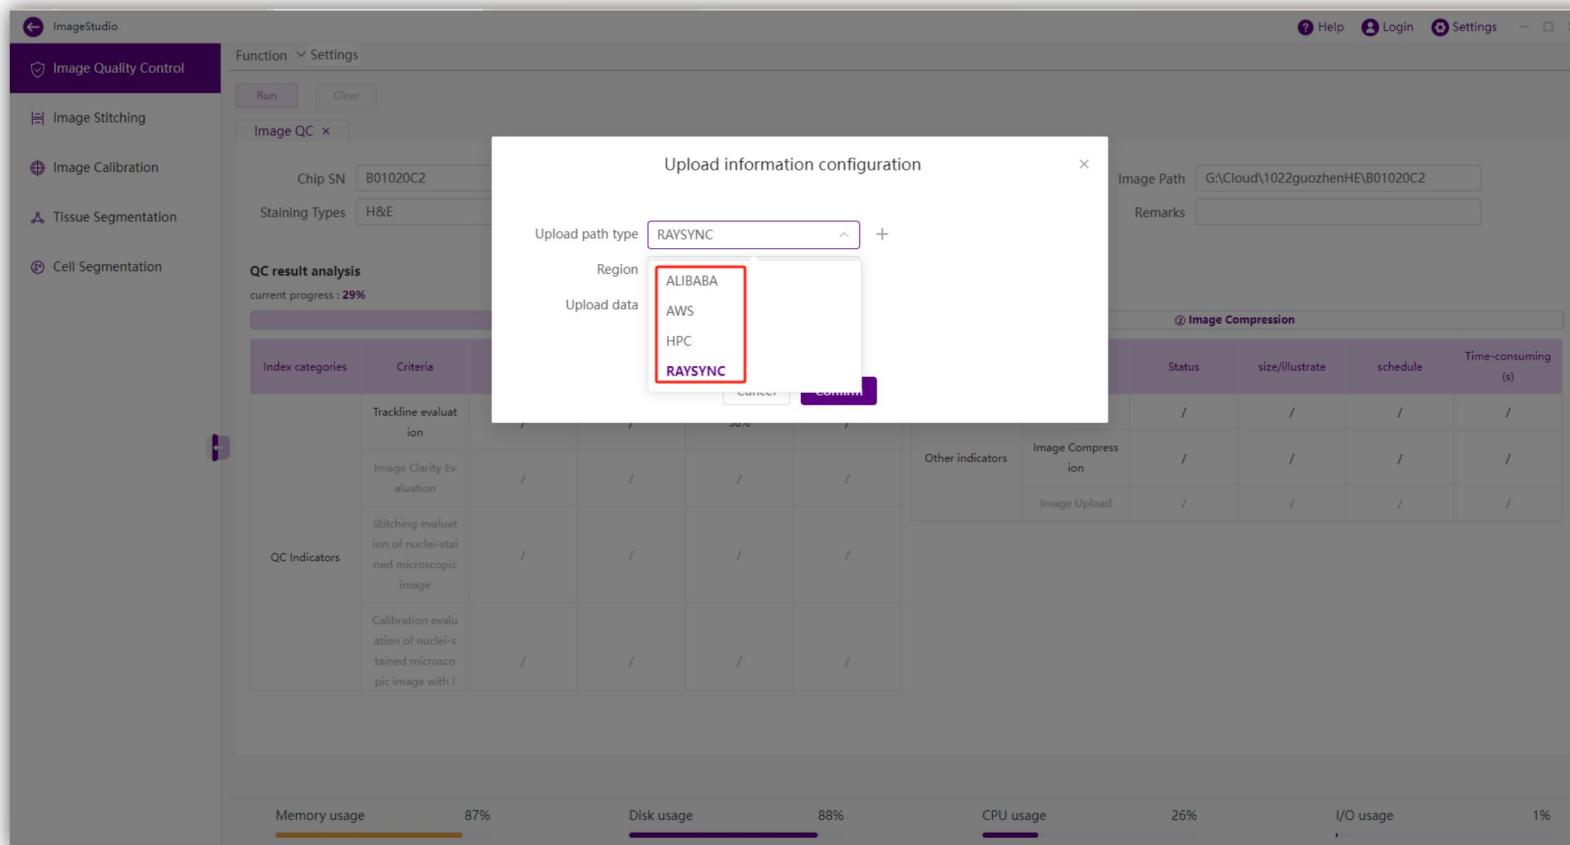 ImageStudio
Help Login Settings
Image Quality Control
Image Stitching
Image Calibration
Tissue Segmentation
Cell Segmentation
Function Settings
Run Clear
Image QC ×
Chip SN B01020C2
Image Path G:\Cloud\1022guozhenHE\B01020C2
Staining Types H&E
Remarks
QC result analysis
current progress : 29%
② Image Compression
Upload information configuration
Upload path type RAYSYNC
Region
Upload data
ALIBABA
AWS
HPC
RAYSYNC
Cancel Confirm
Index categories Criteria
Status size/illustrate schedule Time-consuming
(s)
Trackline evaluat
ion
/ / 90% /
Image Clarity Ev
aluation
/ / / /
Stitching evaluat
ion of nuclei-stai
ned microscopic
image
/ / / /
QC Indicators
Calibration evalu
ation of nuclei-s
tained microsco
pic image with I
/ / / /
/ / / /
Other indicators
Image Compress
ion
/ / / /
Image Upload / / / /
Memory usage 87% Disk usage 88% CPU usage 26% I/O usage 1%